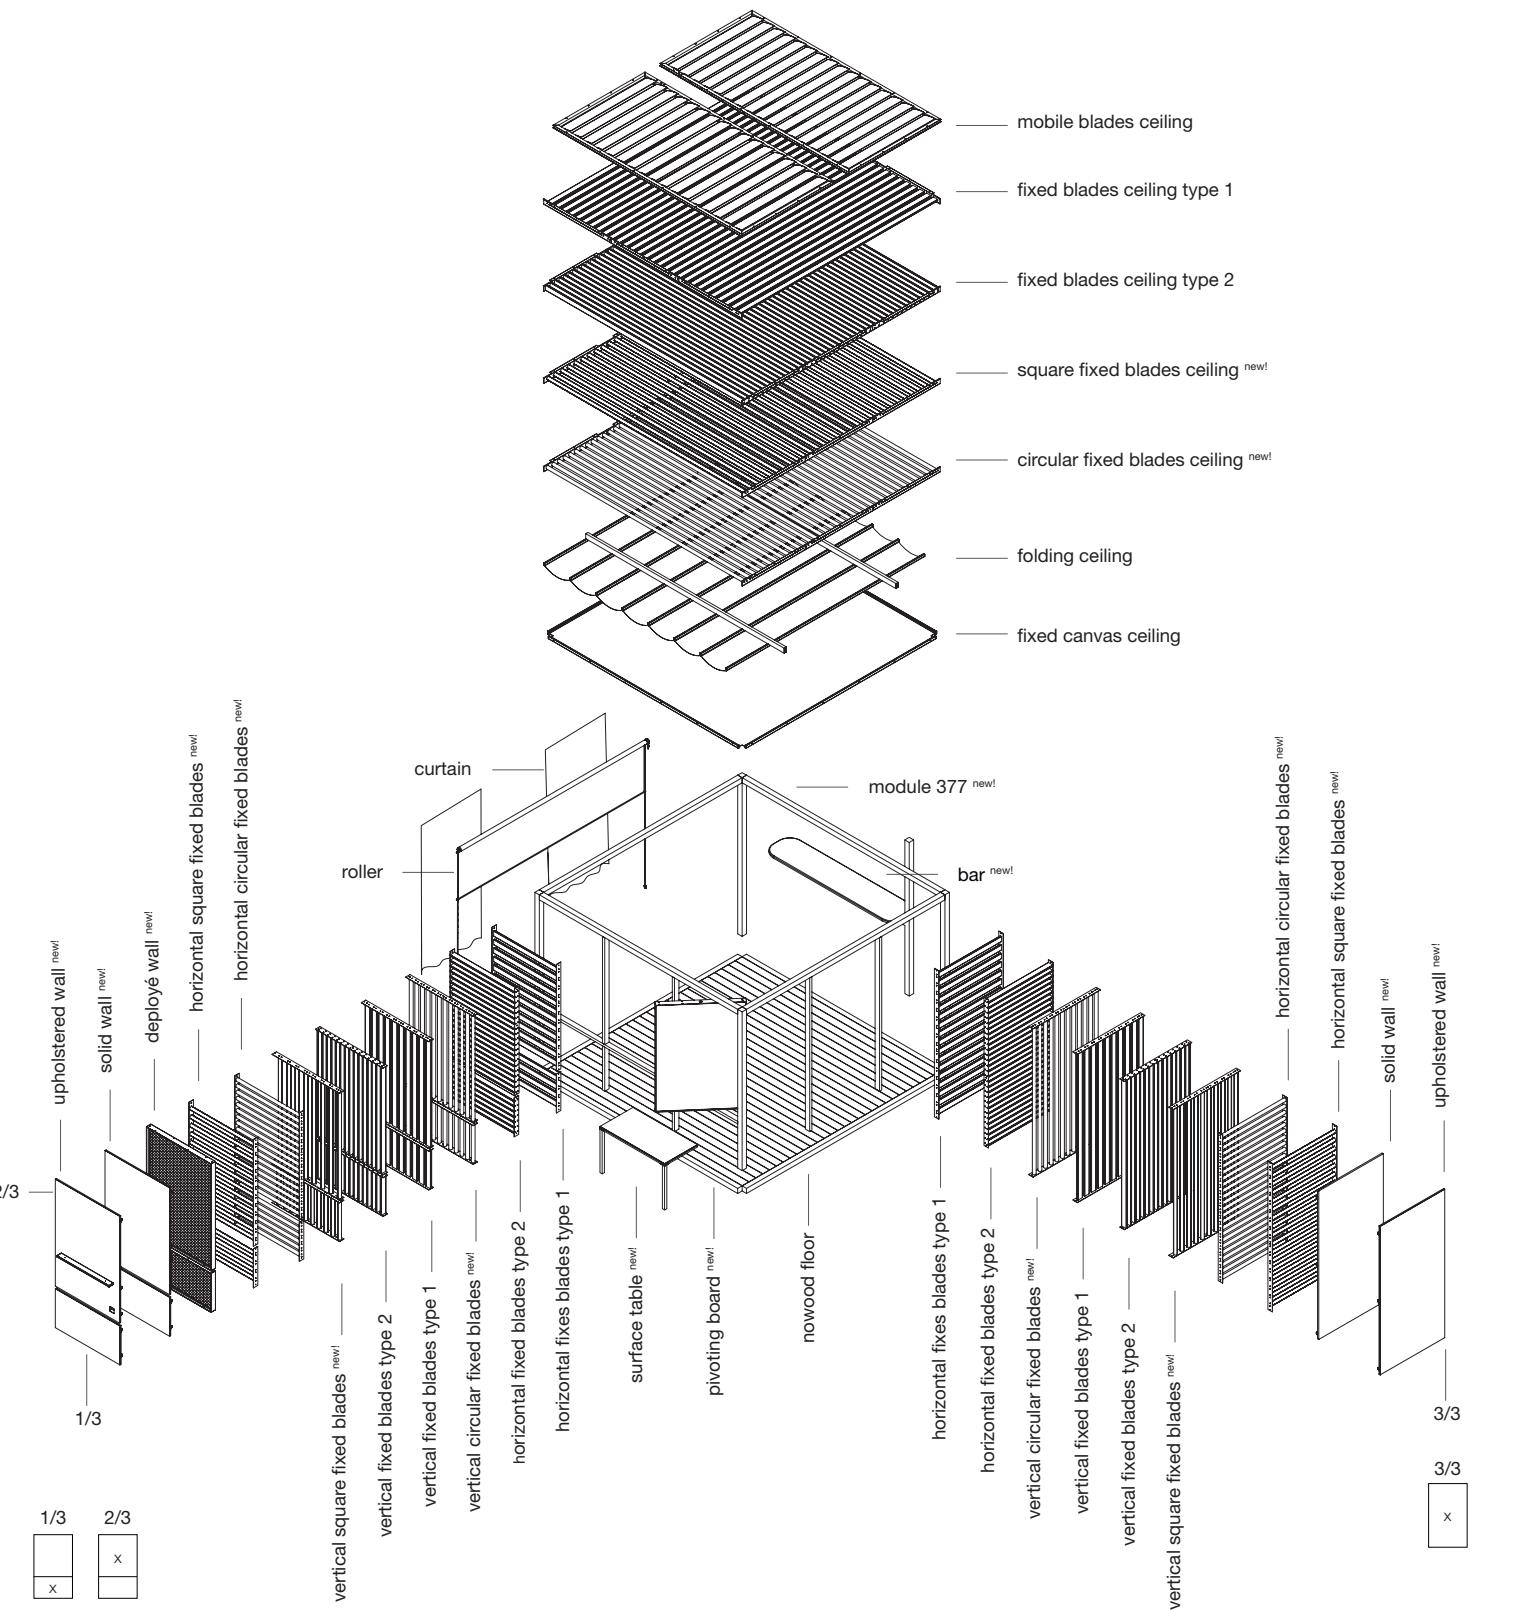 mobile blades ceiling
fixed blades ceiling type 1
fixed blades ceiling type 2
square fixed blades ceiling new!
circular fixed blades ceiling new!
folding ceiling
fixed canvas ceiling
curtain
module 377 new!
roller
bar new!
upholstered wall new!
solid wall new!
deployé wall new!
horizontal square fixed blades new!
horizontal circular fixed blades new!
horizontal circular fixed blades new!
horizontal square fixed blades new!
solid wall new!
upholstered wall new!
2/3
1/3
vertical square fixed blades new!
vertical fixed blades type 2
vertical fixed blades type 1
vertical circular fixed blades new!
horizontal fixed blades type 2
horizontal fixes blades type 1
surface table new!
pivoting board new!
nowood floor
horizontal fixes blades type 1
horizontal fixed blades type 2
vertical circular fixed blades new!
vertical fixed blades type 1
vertical fixed blades type 2
vertical square fixed blades new!
3/3
3/3
x
1/3
2/3
x
x